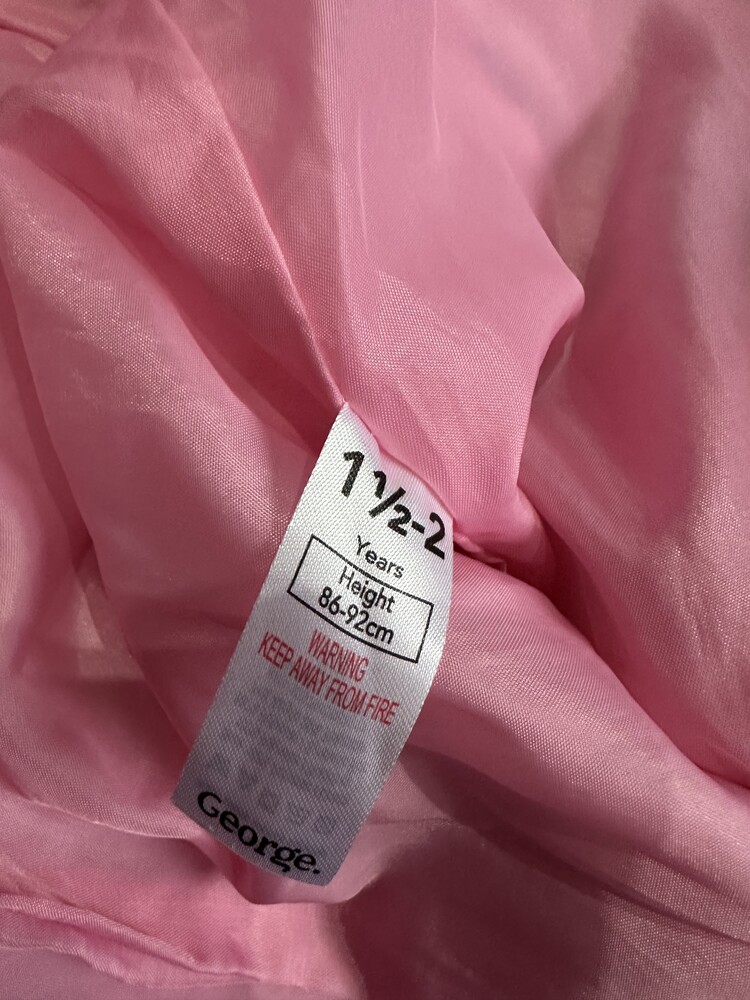 1½-2
Years
Height
86-92cm
WARNING
KEEP AWAY FROM FIRE
George.